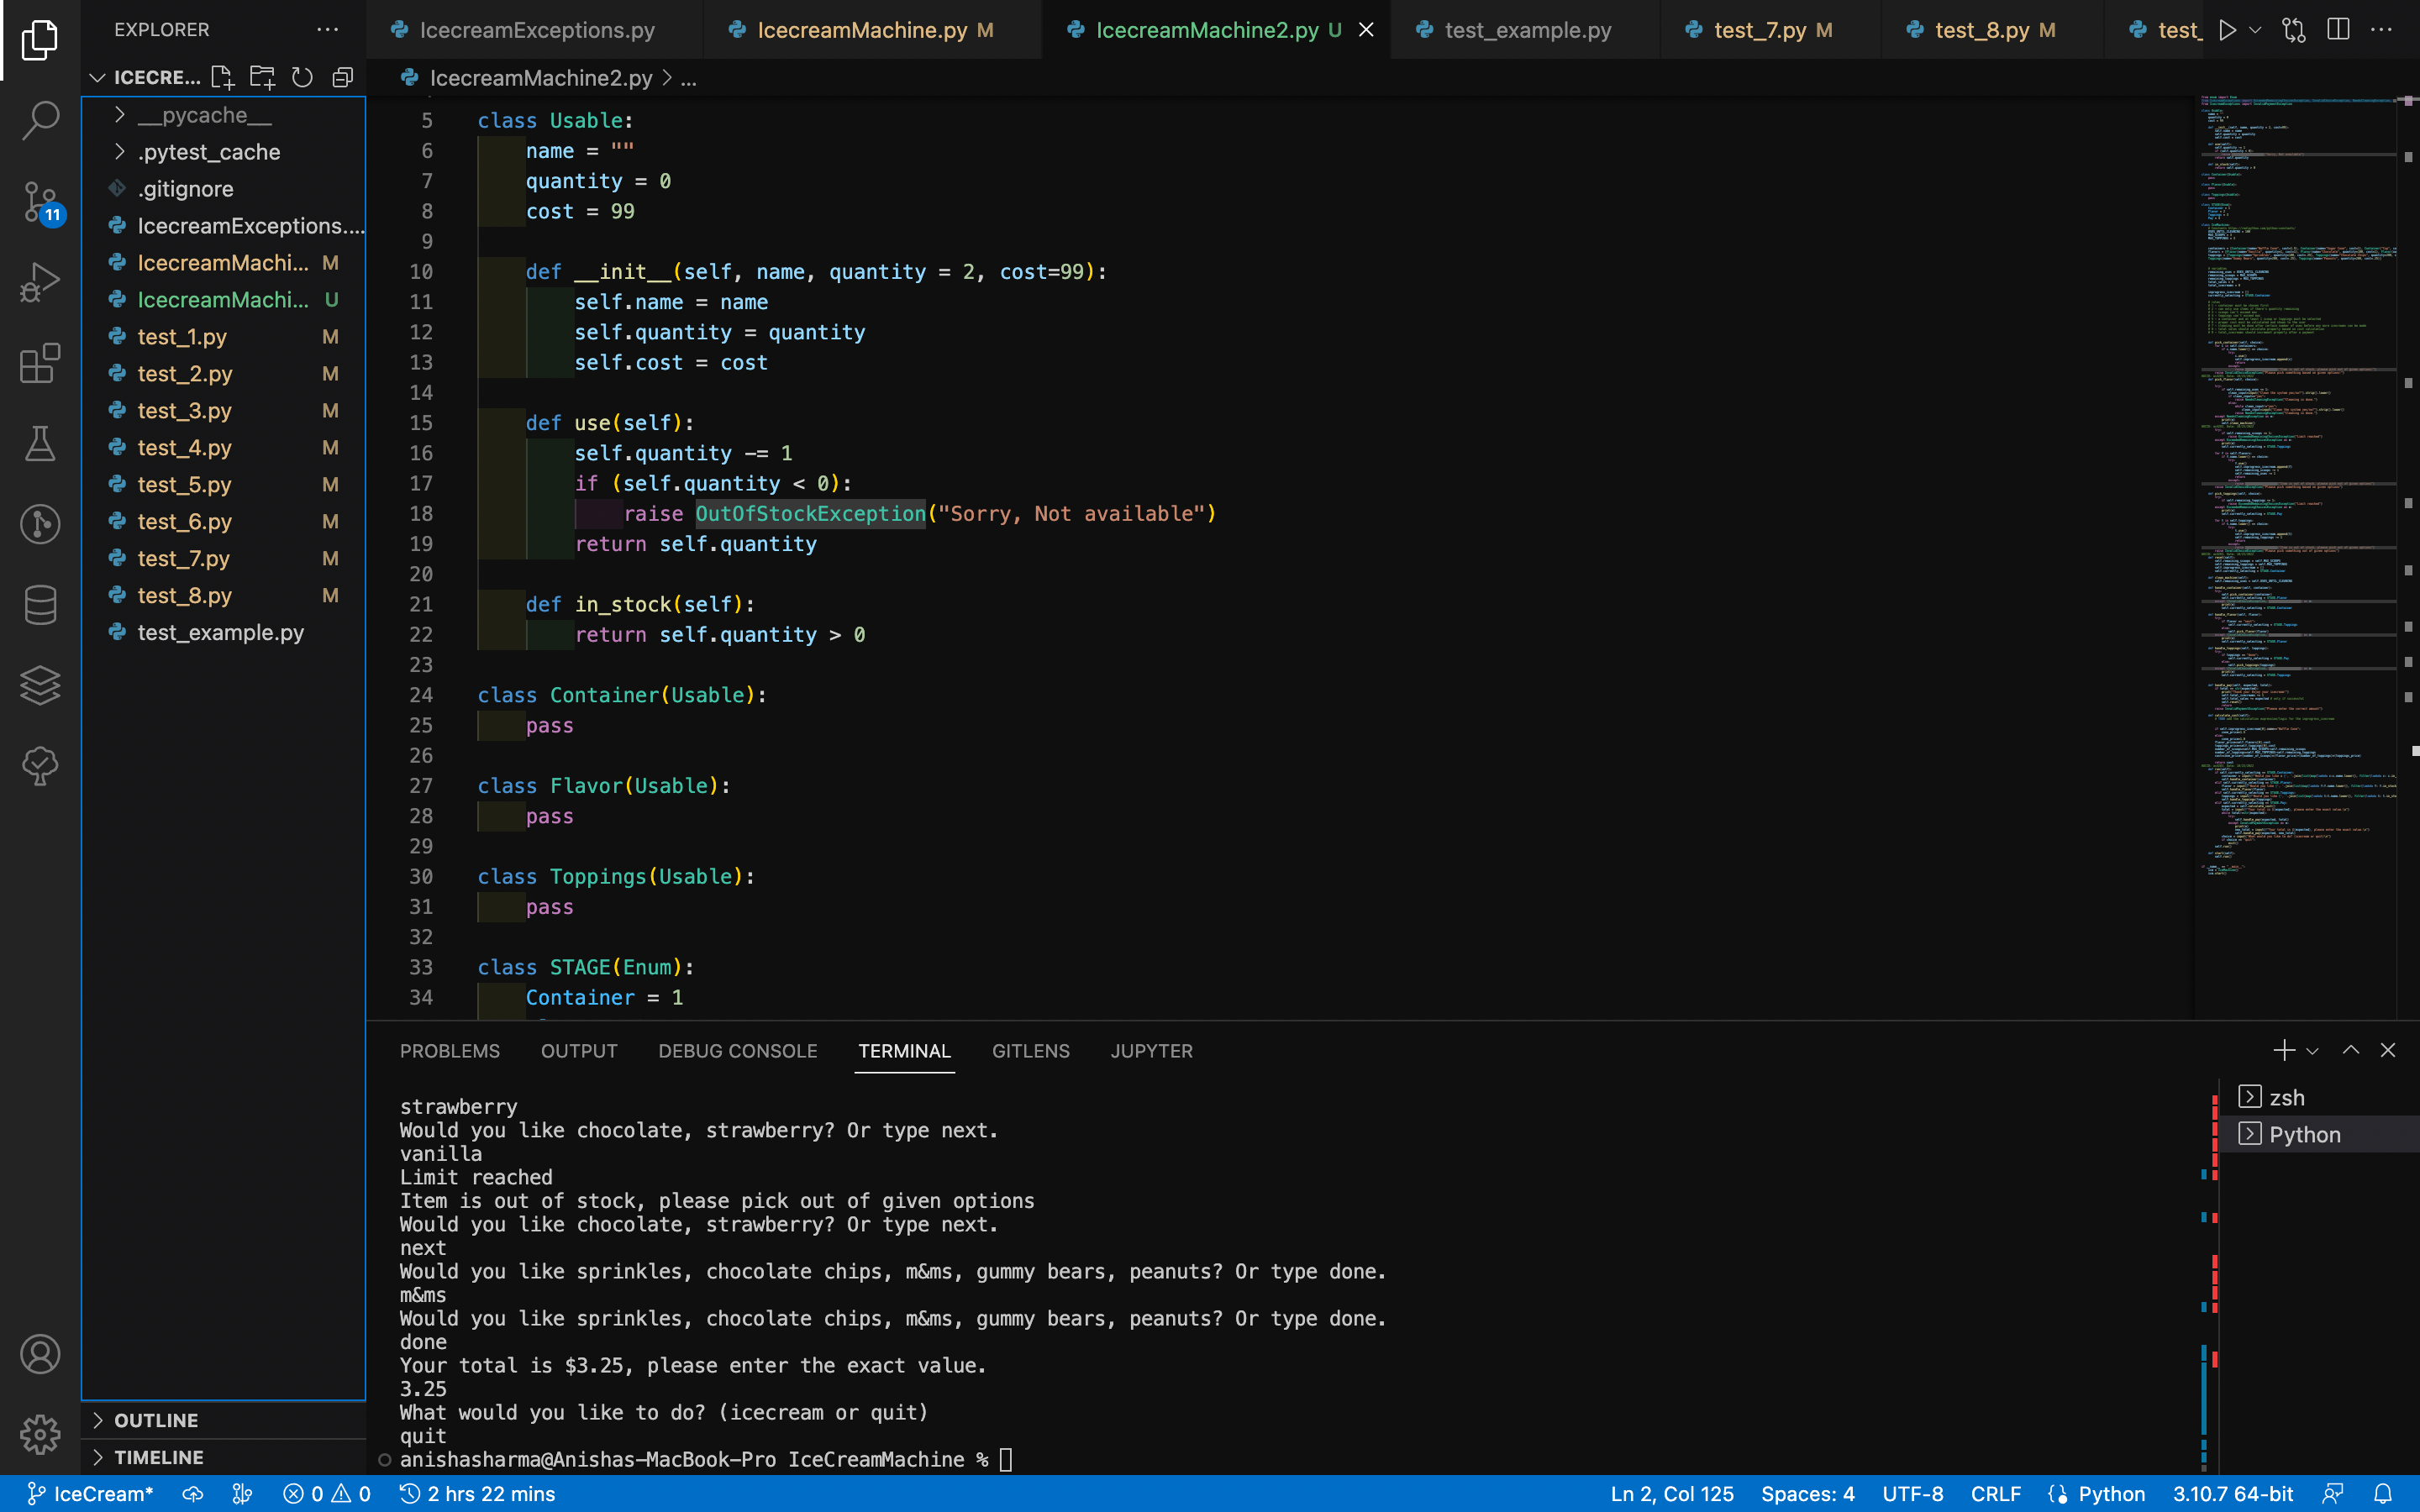 EXPLORER
ICECRE...
__pycache__
.pytest_cache
.gitignore
IcecreamExceptions....
IcecreamMachi... M
IcecreamMachi... U
test_1.py M
test_2.py M
test_3.py M
test_4.py M
test_5.py M
test_6.py M
test_7.py M
test_8.py M
test_example.py
OUTLINE
TIMELINE
11
IcecreamExceptions.py
IcecreamMachine.py M
IcecreamMachine2.py U
test_example.py
test_7.py M
test_8.py M
test_
IcecreamMachine2.py > ...
5 class Usable:
6 name = ""
7 quantity = 0
8 cost = 99
9
10 def __init__(self, name, quantity = 2, cost=99):
11 self.name = name
12 self.quantity = quantity
13 self.cost = cost
14
15 def use(self):
16 self.quantity -= 1
17 if (self.quantity < 0):
18 raise OutOfStockException("Sorry, Not available")
19 return self.quantity
20
21 def in_stock(self):
22 return self.quantity > 0
23
24 class Container(Usable):
25 pass
26
27 class Flavor(Usable):
28 pass
29
30 class Toppings(Usable):
31 pass
32
33 class STAGE(Enum):
34 Container = 1
PROBLEMS OUTPUT DEBUG CONSOLE TERMINAL GITLENS JUPYTER
strawberry
Would you like chocolate, strawberry? Or type next.
vanilla
Limit reached
Item is out of stock, please pick out of given options
Would you like chocolate, strawberry? Or type next.
next
Would you like sprinkles, chocolate chips, m&ms, gummy bears, peanuts? Or type done.
m&ms
Would you like sprinkles, chocolate chips, m&ms, gummy bears, peanuts? Or type done.
done
Your total is $3.25, please enter the exact value.
3.25
What would you like to do? (icecream or quit)
quit
anishasharma@Anishas-MacBook-Pro IceCreamMachine %
zsh
Python
IceCream* 0 0 2 hrs 22 mins
Ln 2, Col 125 Spaces: 4 UTF-8 CRLF Python 3.10.7 64-bit